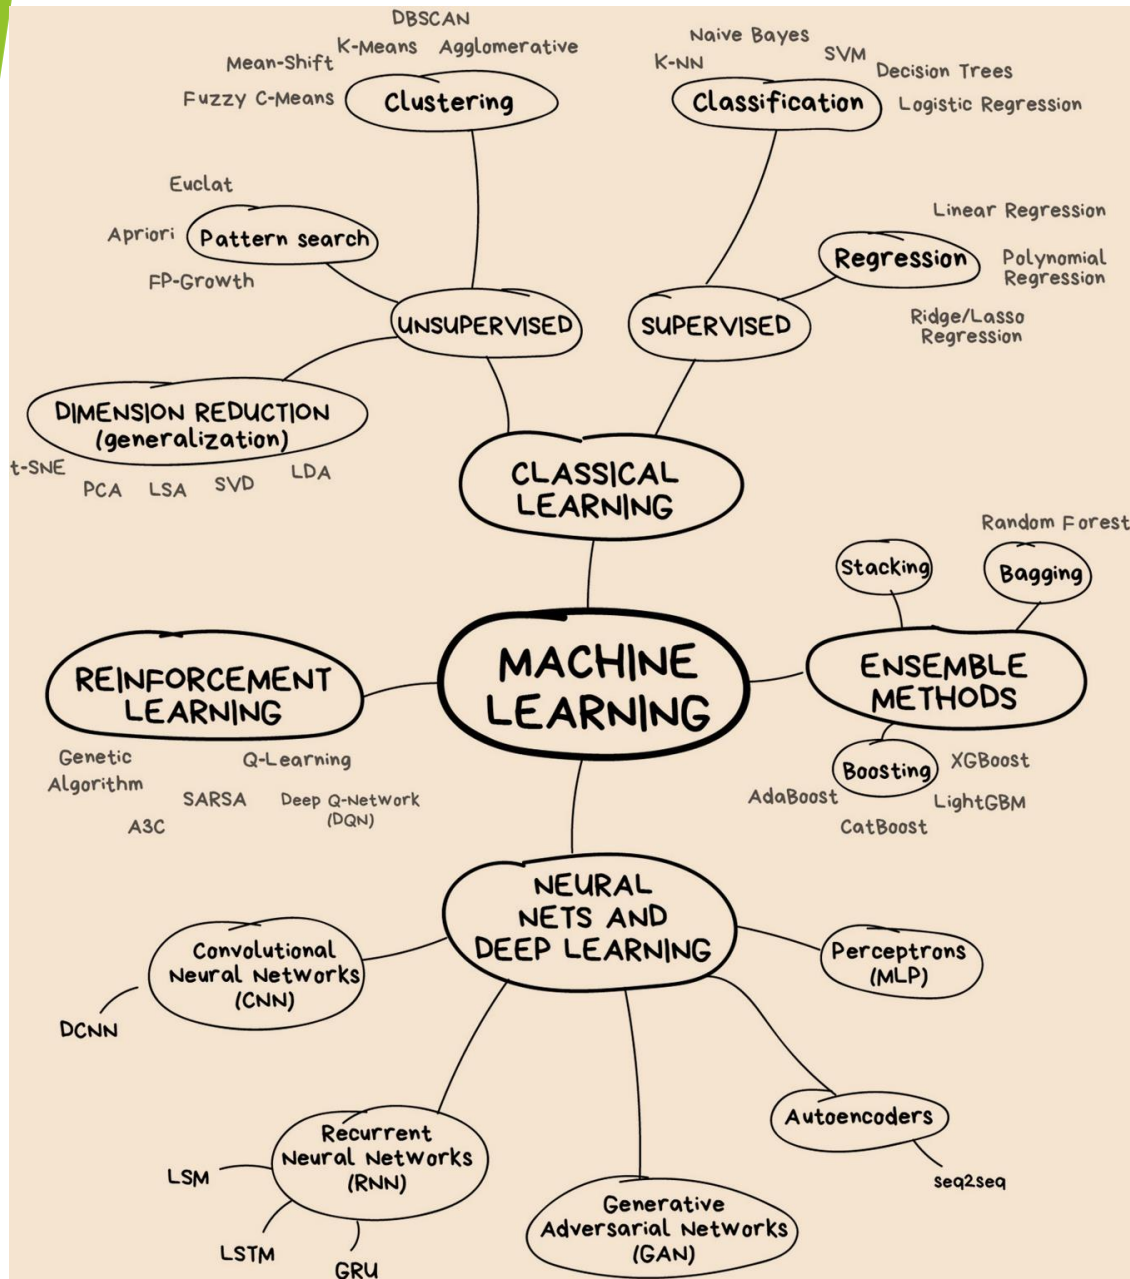 DBSCAN
K-Means
Agglomerative
Mean-Shift
Fuzzy C-Means
Clustering
Naive Bayes
K-NN
SVM
Decision Trees
Classification
Logistic Regression
Euclat
Apriori
Pattern search
FP-Growth
Linear Regression
Regression
Polynomial
Regression
Ridge/Lasso
Regression
UNSUPERVISED
SUPERVISED
DIMENSION REDUCTION
(generalization)
t-SNE
PCA
LSA
SVD
LDA
CLASSICAL
LEARNING
Random Forest
Stacking
Bagging
MACHINE
LEARNING
REINFORCEMENT
LEARNING
ENSEMBLE
METHODS
Genetic
Algorithm
Q-Learning
SARSA
Deep Q-Network
(DQN)
A3C
Boosting
XGBoost
AdaBoost
LightGBM
CatBoost
NEURAL
NETS AND
DEEP LEARNING
Convolutional
Neural Networks
(CNN)
DCNN
Perceptrons
(MLP)
Autoencoders
seq2seq
Recurrent
Neural Networks
(RNN)
LSM
LSTM
GRU
Generative
Adversarial Networks
(GAN)